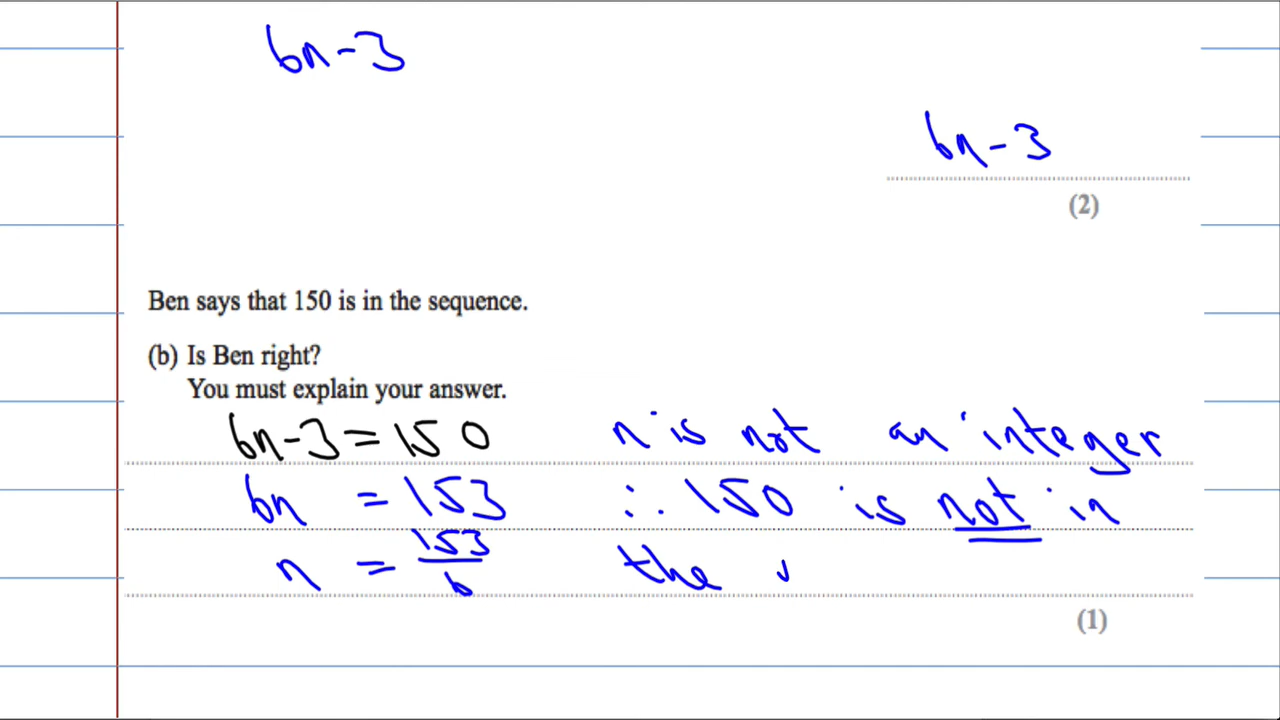 6n-3
6n-3
(2)
Ben says that 150 is in the sequence.
(b) Is Ben right?
You must explain your answer.
6n-3=150 n is not an integer
6n = 153 ∴ 150 is not in
n = 153/6 the
(1)